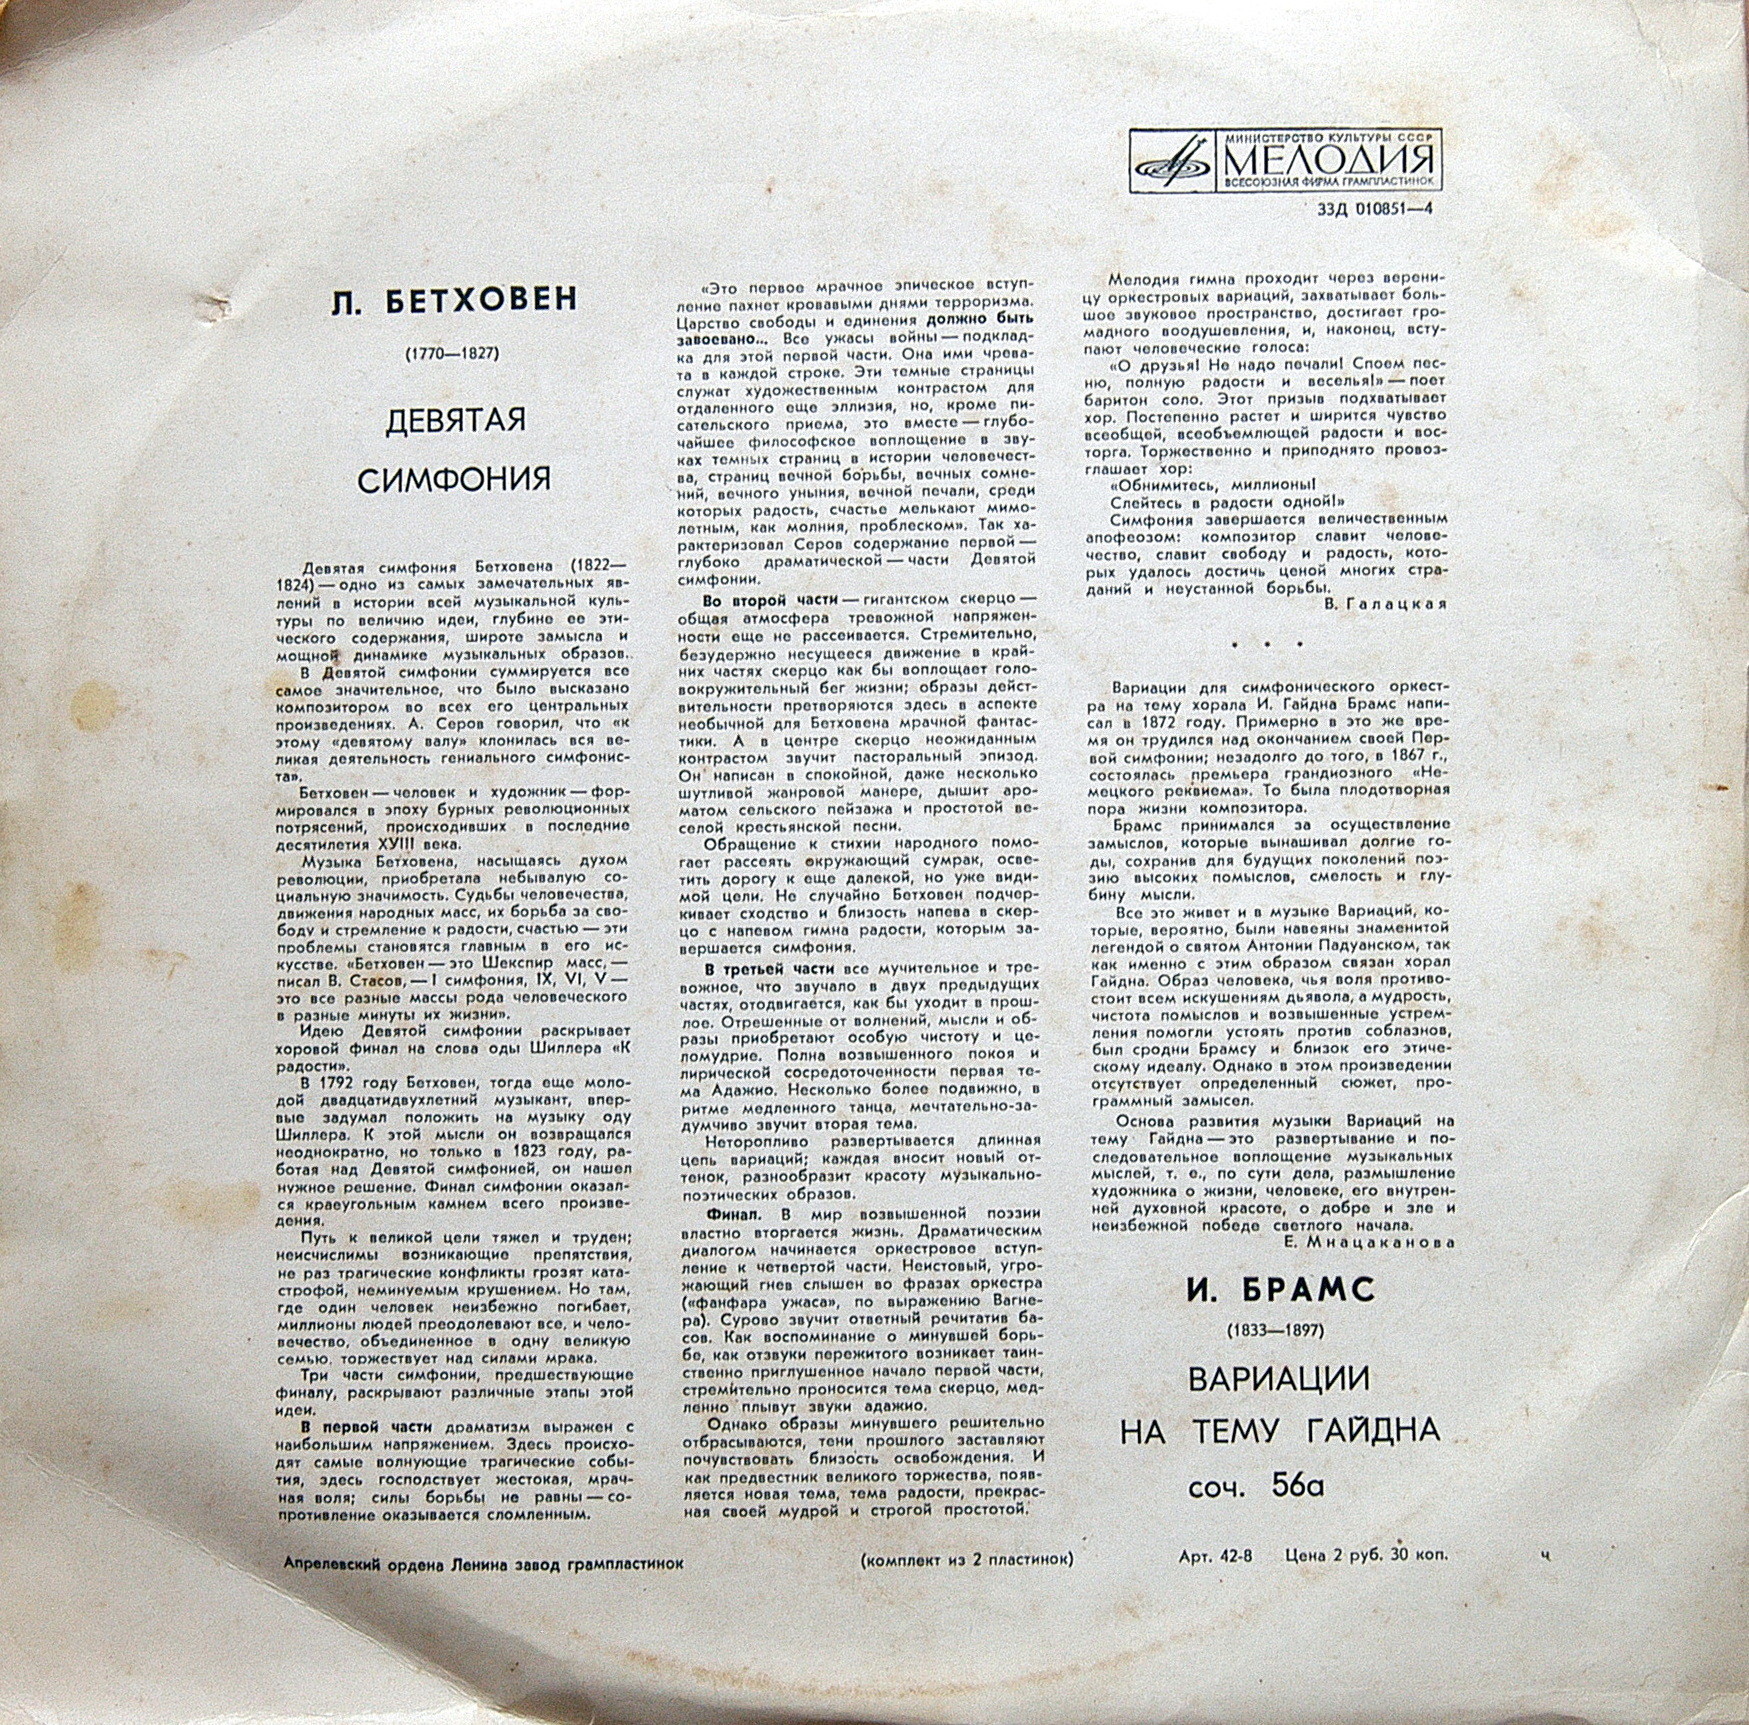 МИНИСТЕРСТВО КУЛЬТУРЫ СССР
МЕЛОДИЯ
ВСЕСОЮЗНАЯ ФИРМА ГРАМПЛАСТИНОК
33Д 010851—4
Л. БЕТХОВЕН
(1770—1827)
ДЕВЯТАЯ
СИМФОНИЯ
Девятая симфония Бетховена (1822—
1824) — одно из самых замечательных яв-
лений в истории всей музыкальной куль-
туры по величию идеи, глубине ее эти-
ческого содержания, широте замысла и
мощной динамике музыкальных образов..
В Девятой симфонии суммируется все
самое значительное, что было высказано
композитором во всех его центральных
произведениях. А. Серов говорил, что «к
этому «девятому валу» клонилась вся ве-
ликая деятельность гениального симфонис-
та».
Бетховен — человек и художник — фор-
мировался в эпоху бурных революционных
потрясений, происходивших в последние
десятилетия ХУIII века.
Музыка Бетховена, насыщаясь духом
революции, приобретала небывалую со-
циальную значимость. Судьбы человечества,
движения народных масс, их борьба за сво-
боду и стремление к радости, счастью — эти
проблемы становятся главным в его ис-
кусстве. «Бетховен — это Шекспир масс, —
писал В. Стасов, — I симфония, IX, VI, V —
это все разные массы рода человеческого
в разные минуты их жизни».
Идею Девятой симфонии раскрывает
хоровой финал на слова оды Шиллера «К
радости».
В 1792 году Бетховен, тогда еще моло-
дой двадцатидвухлетний музыкант, впер-
вые задумал положить на музыку оду
Шиллера. К этой мысли он возвращался
неоднократно, но только в 1823 году, ра-
ботая над Девятой симфонией, он нашел
нужное решение. Финал симфонии оказал-
ся краеугольным камнем всего произве-
дения.
Путь к великой цели тяжел и труден;
неисчислимы возникающие препятствия,
не раз трагические конфликты грозят ката-
строфой, неминуемым крушением. Но там,
где один человек неизбежно погибает,
миллионы людей преодолевают все, и чело-
вечество, объединенное в одну великую
семью, торжествует над силами мрака.
Три части симфонии, предшествующие
финалу, раскрывают различные этапы этой
идеи.
В первой части драматизм выражен с
наибольшим напряжением. Здесь происхо-
дят самые волнующие трагические собы-
тия, здесь господствует жестокая, мрач-
ная воля; силы борьбы не равны — со-
противление оказывается сломленным.
«Это первое мрачное эпическое вступ-
ление пахнет кровавыми днями терроризма.
Царство свободы и единения должно быть
завоевано... Все ужасы войны — подклад-
ка для этой первой части. Она ими чрева-
та в каждой строке. Эти темные страницы
служат художественным контрастом для
отдаленного еще эллизия, но, кроме пи-
сательского приема, это вместе — глубо-
чайшее философское воплощение в зву-
ках темных страниц в истории человечест-
ва, страниц вечной борьбы, вечных сомне-
ний, вечного уныния, вечной печали, среди
которых радость, счастье мелькают мимо-
летным, как молния, проблеском». Так ха-
рактеризовал Серов содержание первой —
глубоко драматической — части Девятой
симфонии.
Во второй части — гигантском скерцо —
общая атмосфера тревожной напряжен-
ности еще не рассеивается. Стремительно,
безудержно несущееся движение в край-
них частях скерцо как бы воплощает голо-
вокружительный бег жизни; образы дейст-
вительности претворяются здесь в аспекте
необычной для Бетховена мрачной фантас-
тики. А в центре скерцо неожиданным
контрастом звучит пасторальный эпизод.
Он написан в спокойной, даже несколько
шутливой жанровой манере, дышит аро-
матом сельского пейзажа и простотой ве-
селой крестьянской песни.
Обращение к стихии народного помо-
гает рассеять окружающий сумрак, осве-
тить дорогу к еще далекой, но уже види-
мой цели. Не случайно Бетховен подчер-
кивает сходство и близость напева в скер-
цо с напевом гимна радости, которым за-
вершается симфония.
В третьей части все мучительное и тре-
вожное, что звучало в двух предыдущих
частях, отодвигается, как бы уходит в прош-
лое. Отрешенные от волнений, мысли и об-
разы приобретают особую чистоту и це-
ломудрие. Полна возвышенного покоя и
лирической сосредоточенности первая те-
ма Адажио. Несколько более подвижно, в
ритме медленного танца, мечтательно-за-
думчиво звучит вторая тема.
Неторопливо развертывается длинная
цепь вариаций; каждая вносит новый от-
тенок, разнообразит красоту музыкально-
поэтических образов.
Финал. В мир возвышенной поэзии
властно вторгается жизнь. Драматическим
диалогом начинается оркестровое вступ-
ление к четвертой части. Неистовый, угро-
жающий гнев слышен во фразах оркестра
(«фанфара ужаса», по выражению Вагне-
ра). Сурово звучит ответный речитатив ба-
сов. Как воспоминание о минувшей борь-
бе, как отзвуки пережитого возникает таин-
ственно приглушенное начало первой части,
стремительно проносится тема скерцо, мед-
ленно плывут звуки адажио.
Однако образы минувшего решительно
отбрасываются, тени прошлого заставляют
почувствовать близость освобождения. И
как предвестник великого торжества, появ-
ляется новая тема, тема радости, прекрас-
ная своей мудрой и строгой простотой.
Мелодия гимна проходит через верени-
цу оркестровых вариаций, захватывает боль-
шое звуковое пространство, достигает гро-
мадного воодушевления, и, наконец, всту-
пают человеческие голоса:
«О друзья! Не надо печали! Споем пес-
ню, полную радости и веселья!» — поет
баритон соло. Этот призыв подхватывает
хор. Постепенно растет и ширится чувство
всеобщей, всеобъемлющей радости и вос-
торга. Торжественно и приподнято провоз-
глашает хор:
«Обнимитесь, миллионы!
Слейтесь в радости одной!»
Симфония завершается величественным
апофеозом: композитор славит челове-
чество, славит свободу и радость, кото-
рых удалось достичь ценой многих стра-
даний и неустанной борьбы.
В. Галацкая
• • •
Вариации для симфонического оркест-
ра на тему хорала И. Гайдна Брамс напи-
сал в 1872 году. Примерно в это же вре-
мя он трудился над окончанием своей Пер-
вой симфонии; незадолго до того, в 1867 г.,
состоялась премьера грандиозного «Не-
мецкого реквиема». То была плодотворная
пора жизни композитора.
Брамс принимался за осуществление
замыслов, которые вынашивал долгие го-
ды, сохранив для будущих поколений поэ-
зию высоких помыслов, смелость и глу-
бину мысли.
Все это живет и в музыке Вариаций, ко-
торые, вероятно, были навеяны знаменитой
легендой о святом Антонии Падуанском, так
как именно с этим образом связан хорал
Гайдна. Образ человека, чья воля противо-
стоит всем искушениям дьявола, а мудрость,
чистота помыслов и возвышенные устрем-
ления помогли устоять против соблазнов,
был сродни Брамсу и близок его этиче-
скому идеалу. Однако в этом произведении
отсутствует определенный сюжет, про-
граммный замысел.
Основа развития музыки Вариаций на
тему Гайдна — это развертывание и по-
следовательное воплощение музыкальных
мыслей, т. е., по сути дела, размышление
художника о жизни, человеке, его внутрен-
ней духовной красоте, о добре и зле и
неизбежной победе светлого начала.
Е. Мнацаканова
И. БРАМС
(1833—1897)
ВАРИАЦИИ
НА ТЕМУ ГАЙДНА
соч. 56а
Апрелевский ордена Ленина завод грампластинок (комплект из 2 пластинок) Арт. 42-8 Цена 2 руб. 30 коп. ч